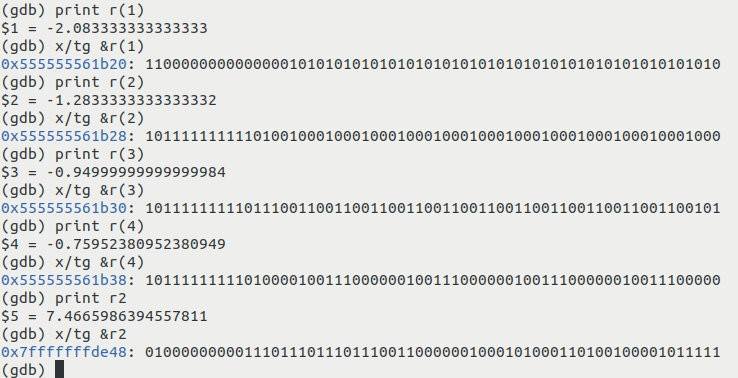 (gdb) print r(1)
$1 = -2.083333333333333
(gdb) x/tg &r(1)
0x555555561b20: 1100000000000000101010101010101010101010101010101010101010101010
(gdb) print r(2)
$2 = -1.2833333333333332
(gdb) x/tg &r(2)
0x555555561b28: 1011111111110100100010001000100010001000100010001000100010001000
(gdb) print r(3)
$3 = -0.94999999999999984
(gdb) x/tg &r(3)
0x555555561b30: 1011111111101110011001100110011001100110011001100110011001100101
(gdb) print r(4)
$4 = -0.75952380952380949
(gdb) x/tg &r(4)
0x555555561b38: 1011111111101000010011100000010011100000010011100000010011100000
(gdb) print r2
$5 = 7.4665986394557811
(gdb) x/tg &r2
0x7fffffffde48: 0100000000011101110111011100110000001000101000110100100001011111
(gdb)